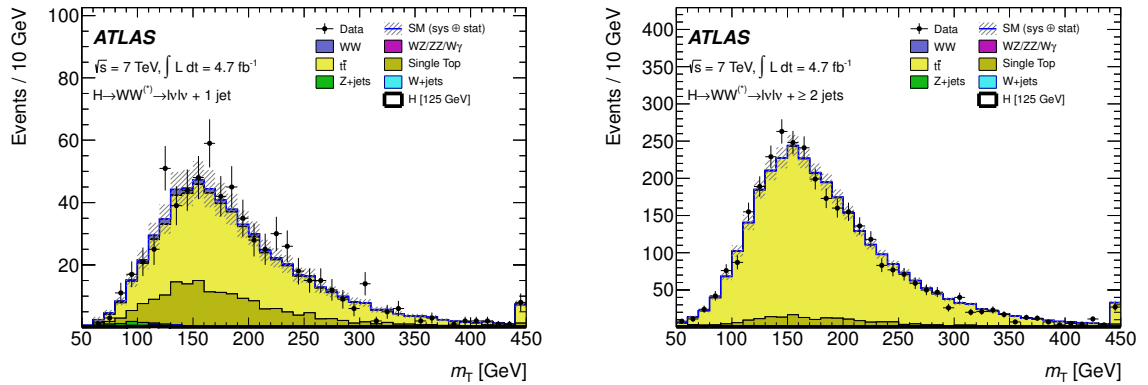 Events / 10 GeV
ATLAS
√s = 7 TeV, ∫ L dt = 4.7 fb⁻¹
H→WW⁽*⁾→lνlν + 1 jet
Data
SM (sys ⊕ stat)
WW
WZ/ZZ/Wγ
tt̄
Single Top
Z+jets
W+jets
H [125 GeV]
100
80
60
40
20
50 100 150 200 250 300 350 400 450
m_T [GeV]
Events / 10 GeV
ATLAS
√s = 7 TeV, ∫ L dt = 4.7 fb⁻¹
H→WW⁽*⁾→lνlν + ≥ 2 jets
Data
SM (sys ⊕ stat)
WW
WZ/ZZ/Wγ
tt̄
Single Top
Z+jets
W+jets
H [125 GeV]
400
350
300
250
200
150
100
50
50 100 150 200 250 300 350 400 450
m_T [GeV]